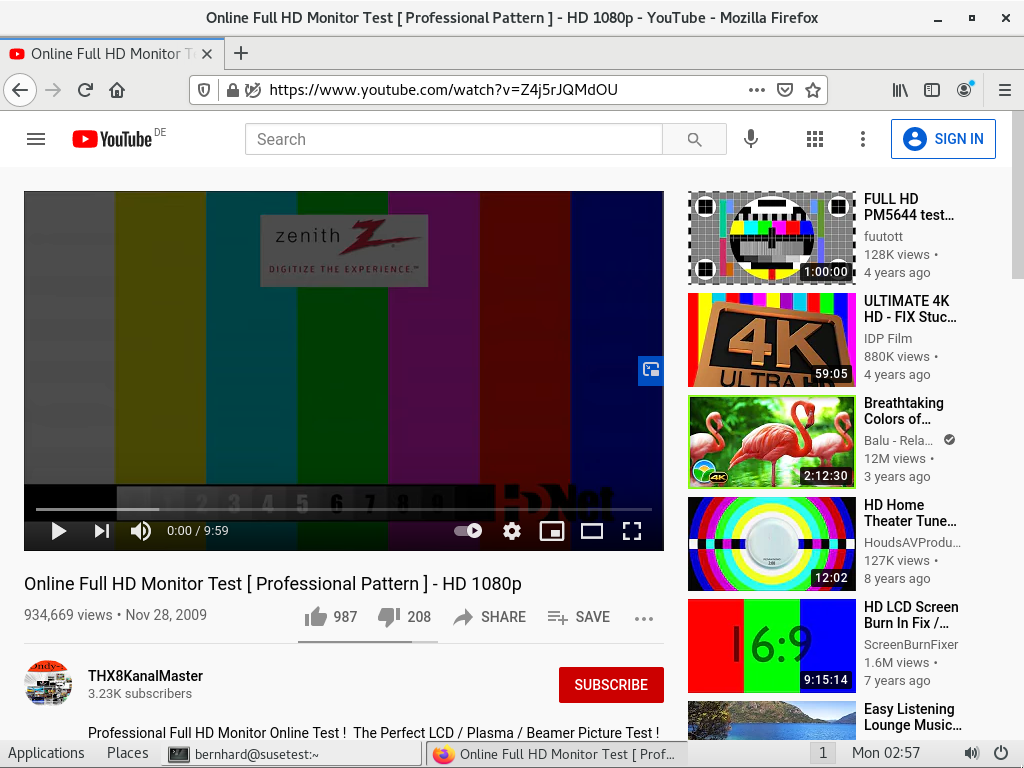 Online Full HD Monitor Test [ Professional Pattern ] - HD 1080p - YouTube - Mozilla Firefox
Online Full HD Monitor T
https://www.youtube.com/watch?v=Z4j5rJQMdOU
YouTube DE
Search
SIGN IN
zenith
DIGITIZE THE EXPERIENCE.™
2 3 4 5 6 7 8 9
HDNet
0:00 / 9:59
Online Full HD Monitor Test [ Professional Pattern ] - HD 1080p
934,669 views • Nov 28, 2009
987
208
SHARE
SAVE
THX8KanalMaster
3.23K subscribers
SUBSCRIBE
Professional Full HD Monitor Online Test ! The Perfect LCD / Plasma / Beamer Picture Test !
1:00:00
FULL HD
PM5644 test…
fuutott
128K views •
4 years ago
4K
ULTRA H
59:05
ULTIMATE 4K
HD - FIX Stuc…
IDP Film
880K views •
4 years ago
4K
2:12:30
Breathtaking
Colors of…
Balu - Rela…
12M views •
3 years ago
12:02
HD Home
Theater Tune…
HoudsAVProdu…
127K views •
8 years ago
16:9
9:15:14
HD LCD Screen
Burn In Fix /…
ScreenBurnFixer
1.6M views •
7 years ago
Easy Listening
Lounge Music…
Applications
Places
bernhard@susetest:~
Online Full HD Monitor Test [ Prof…
1
Mon 02:57